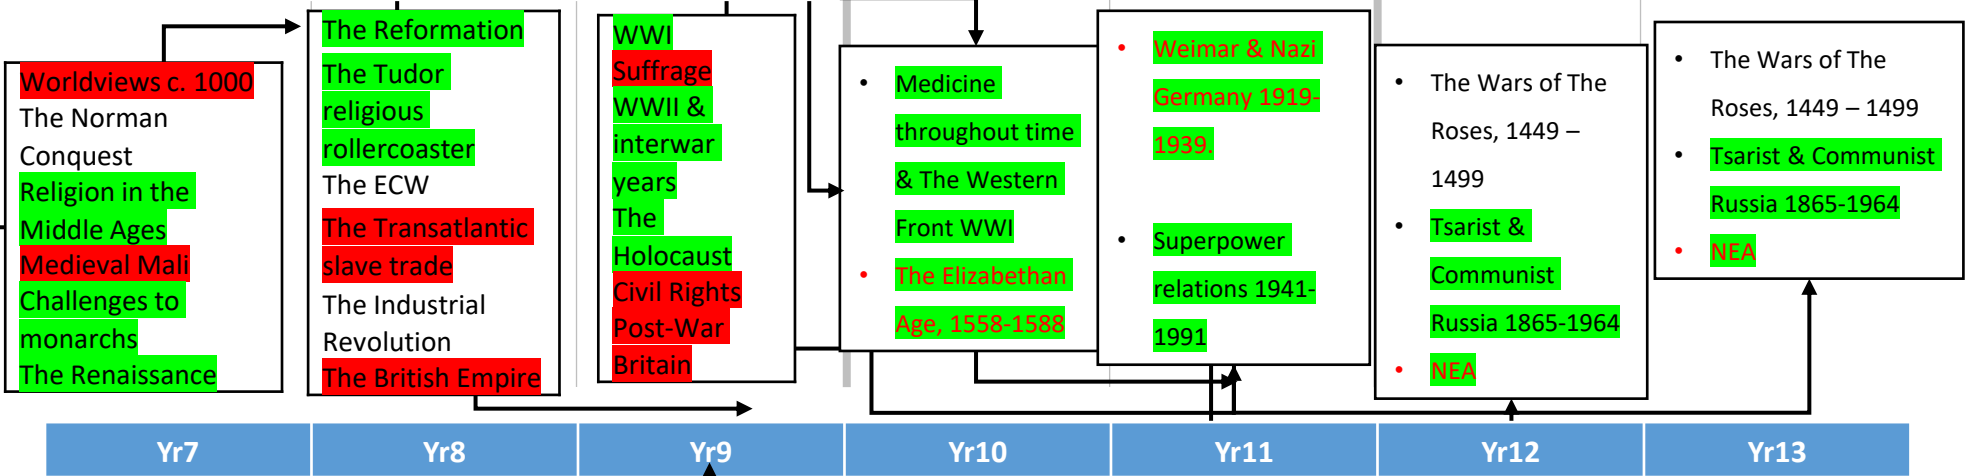 Worldviews c. 1000
The Norman
Conquest
Religion in the
Middle Ages
Medieval Mali
Challenges to
monarchs
The Renaissance
The Reformation
The Tudor
religious
rollercoaster
The ECW
The Transatlantic
slave trade
The Industrial
Revolution
The British Empire
WWI
Suffrage
WWII &
interwar
years
The
Holocaust
Civil Rights
Post-War
Britain
• Medicine
throughout time
& The Western
Front WWI
• The Elizabethan
Age, 1558-1588
• Weimar & Nazi
Germany 1919-
1939.
• Superpower
relations 1941-
1991
• The Wars of The
Roses, 1449 –
1499
• Tsarist &
Communist
Russia 1865-1964
• NEA
• The Wars of The
Roses, 1449 – 1499
• Tsarist & Communist
Russia 1865-1964
• NEA
Yr7
Yr8
Yr9
Yr10
Yr11
Yr12
Yr13